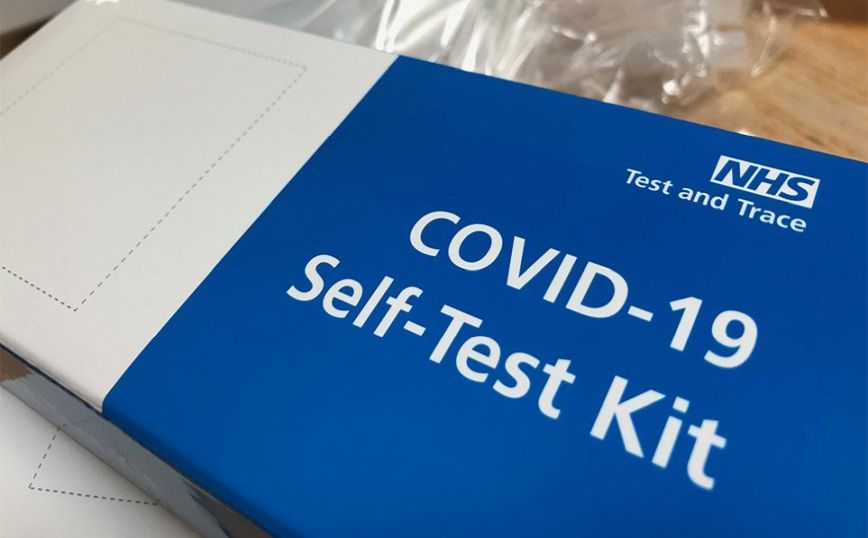 NHS
Test and Trace
COVID-19
Self-Test Kit